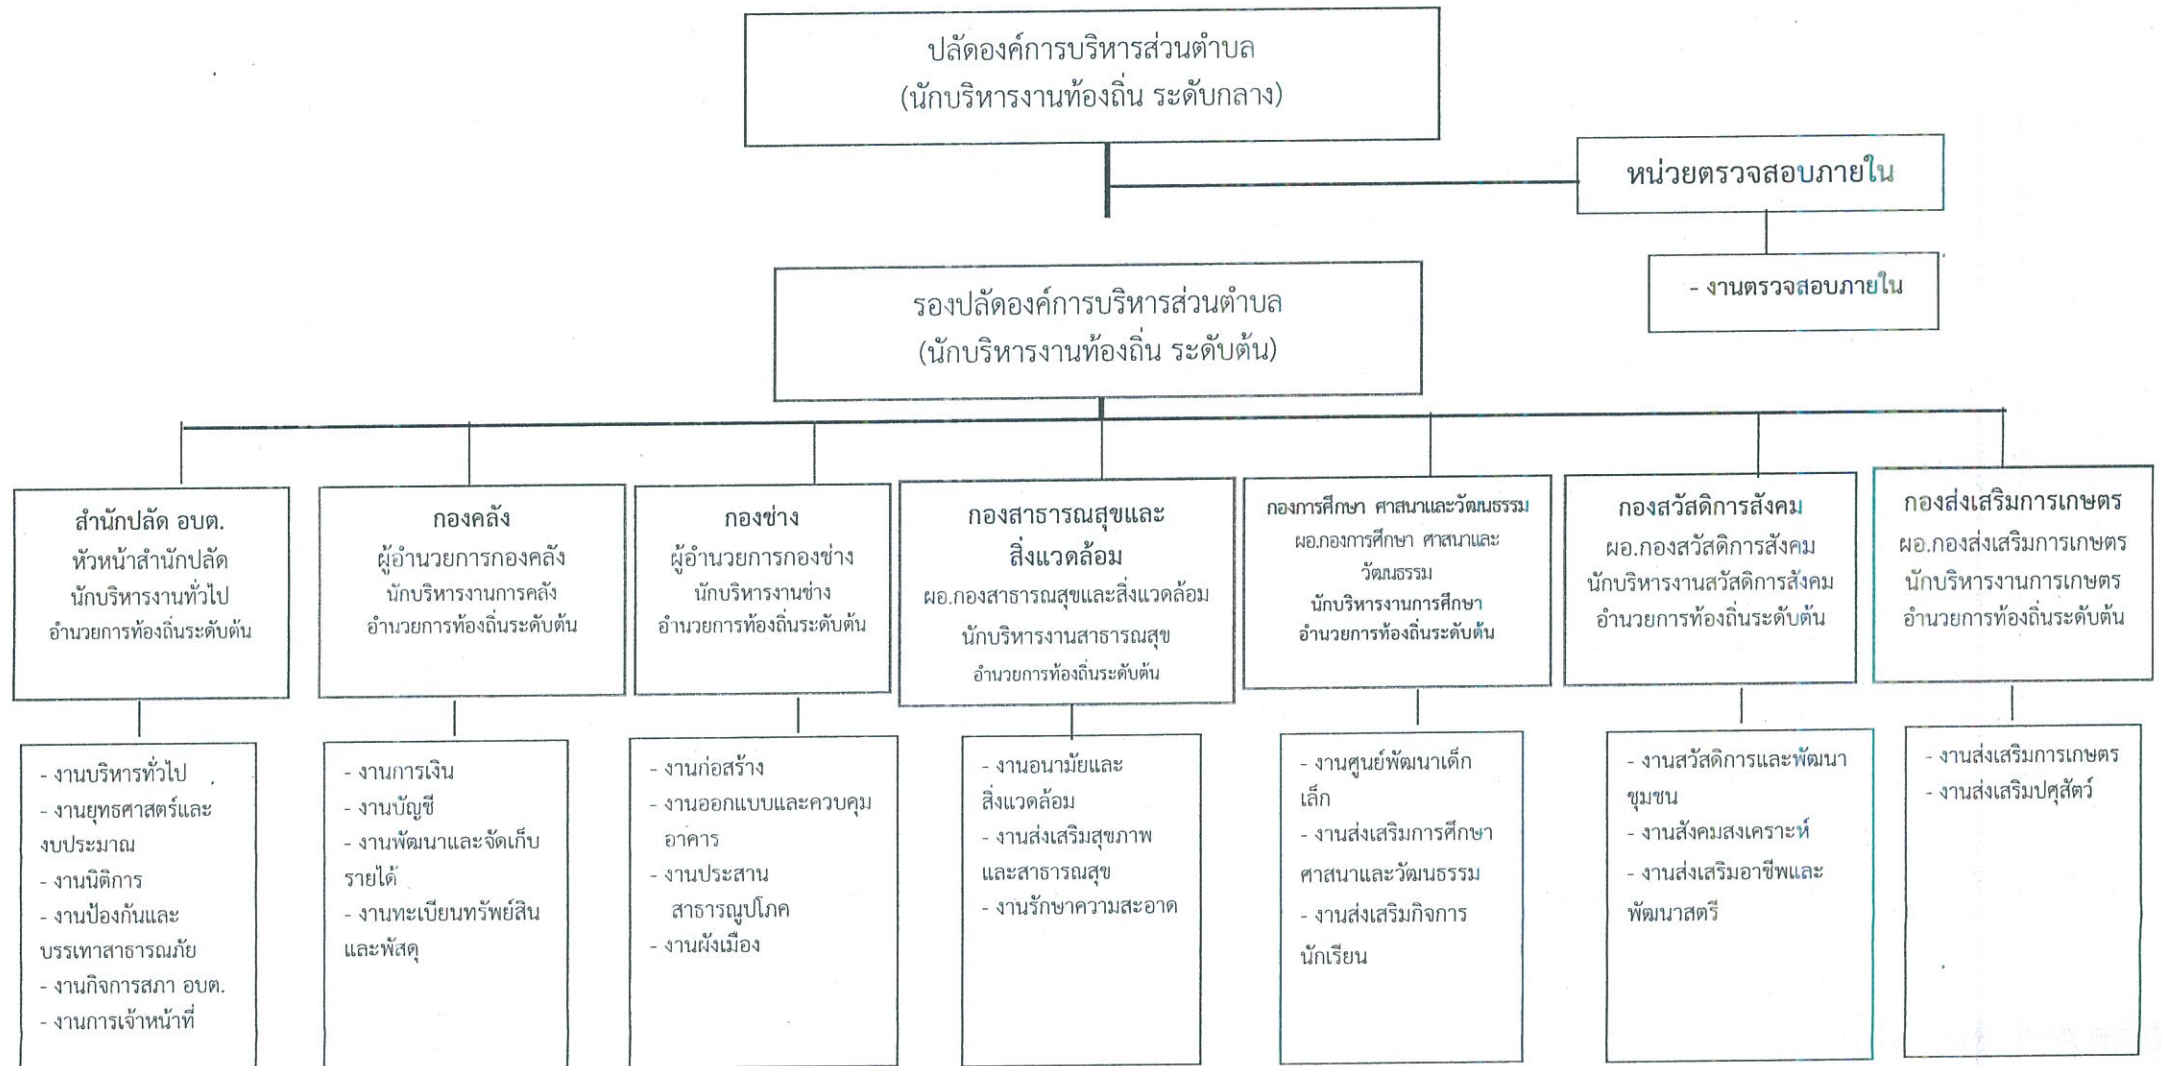 ปลัดองค์การบริหารส่วนตำบล
(นักบริหารงานท้องถิ่น ระดับกลาง)
หน่วยตรวจสอบภายใน
- งานตรวจสอบภายใน
รองปลัดองค์การบริหารส่วนตำบล
(นักบริหารงานท้องถิ่น ระดับต้น)
สำนักปลัด อบต.
หัวหน้าสำนักปลัด
นักบริหารงานทั่วไป
อำนวยการท้องถิ่นระดับต้น
กองคลัง
ผู้อำนวยการกองคลัง
นักบริหารงานการคลัง
อำนวยการท้องถิ่นระดับต้น
กองช่าง
ผู้อำนวยการกองช่าง
นักบริหารงานช่าง
อำนวยการท้องถิ่นระดับต้น
กองสาธารณสุขและ
สิ่งแวดล้อม
ผอ.กองสาธารณสุขและสิ่งแวดล้อม
นักบริหารงานสาธารณสุข
อำนวยการท้องถิ่นระดับต้น
กองการศึกษา ศาสนาและวัฒนธรรม
ผอ.กองการศึกษา ศาสนาและ
วัฒนธรรม
นักบริหารงานการศึกษา
อำนวยการท้องถิ่นระดับต้น
กองสวัสดิการสังคม
ผอ.กองสวัสดิการสังคม
นักบริหารงานสวัสดิการสังคม
อำนวยการท้องถิ่นระดับต้น
กองส่งเสริมการเกษตร
ผอ.กองส่งเสริมการเกษตร
นักบริหารงานการเกษตร
อำนวยการท้องถิ่นระดับต้น
- งานบริหารทั่วไป
- งานยุทธศาสตร์และ
งบประมาณ
- งานนิติการ
- งานป้องกันและ
บรรเทาสาธารณภัย
- งานกิจการสภา อบต.
- งานการเจ้าหน้าที่
- งานการเงิน
- งานบัญชี
- งานพัฒนาและจัดเก็บ
รายได้
- งานทะเบียนทรัพย์สิน
และพัสดุ
- งานก่อสร้าง
- งานออกแบบและควบคุม
อาคาร
- งานประสาน
สาธารณูปโภค
- งานผังเมือง
- งานอนามัยและ
สิ่งแวดล้อม
- งานส่งเสริมสุขภาพ
และสาธารณสุข
- งานรักษาความสะอาด
- งานศูนย์พัฒนาเด็ก
เล็ก
- งานส่งเสริมการศึกษา
ศาสนาและวัฒนธรรม
- งานส่งเสริมกิจการ
นักเรียน
- งานสวัสดิการและพัฒนา
ชุมชน
- งานสังคมสงเคราะห์
- งานส่งเสริมอาชีพและ
พัฒนาสตรี
- งานส่งเสริมการเกษตร
- งานส่งเสริมปศุสัตว์